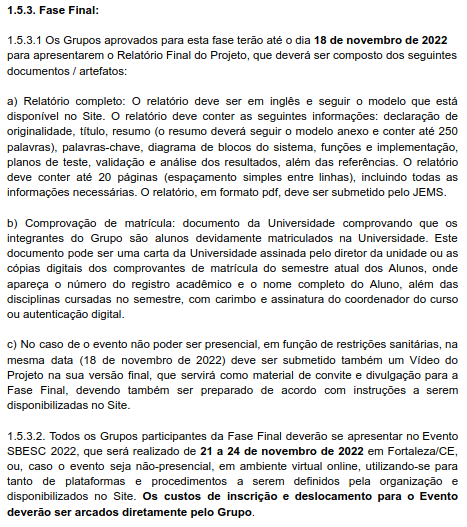 1.5.3. Fase Final:
1.5.3.1 Os Grupos aprovados para esta fase terão até o dia 18 de novembro de 2022
para apresentarem o Relatório Final do Projeto, que deverá ser composto dos seguintes
documentos / artefatos:
a) Relatório completo: O relatório deve ser em inglês e seguir o modelo que está
disponível no Site. O relatório deve conter as seguintes informações: declaração de
originalidade, título, resumo (o resumo deverá seguir o modelo anexo e conter até 250
palavras), palavras-chave, diagrama de blocos do sistema, funções e implementação,
planos de teste, validação e análise dos resultados, além das referências. O relatório
deve conter até 20 páginas (espaçamento simples entre linhas), incluindo todas as
informações necessárias. O relatório, em formato pdf, deve ser submetido pelo JEMS.
b) Comprovação de matrícula: documento da Universidade comprovando que os
integrantes do Grupo são alunos devidamente matriculados na Universidade. Este
documento pode ser uma carta da Universidade assinada pelo diretor da unidade ou as
cópias digitais dos comprovantes de matrícula do semestre atual dos Alunos, onde
apareça o número do registro acadêmico e o nome completo do Aluno, além das
disciplinas cursadas no semestre, com carimbo e assinatura do coordenador do curso
ou autenticação digital.
c) No caso de o evento não poder ser presencial, em função de restrições sanitárias, na
mesma data (18 de novembro de 2022) deve ser submetido também um Vídeo do
Projeto na sua versão final, que servirá como material de convite e divulgação para a
Fase Final, devendo também ser preparado de acordo com instruções a serem
disponibilizadas no Site.
1.5.3.2. Todos os Grupos participantes da Fase Final deverão se apresentar no Evento
SBESC 2022, que será realizado de 21 a 24 de novembro de 2022 em Fortaleza/CE,
ou, caso o evento seja não-presencial, em ambiente virtual online, utilizando-se para
tanto de plataformas e procedimentos a serem definidos pela organização e
disponibilizados no Site. Os custos de inscrição e deslocamento para o Evento
deverão ser arcados diretamente pelo Grupo.